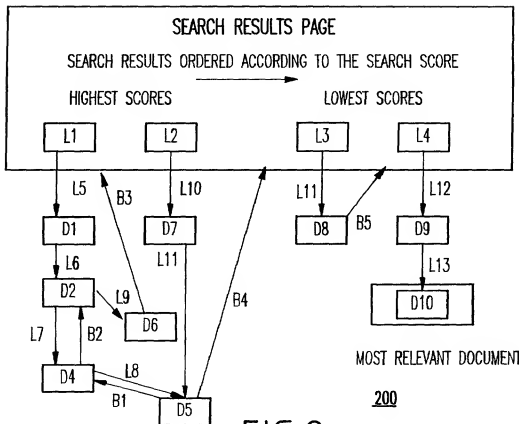 SEARCH RESULTS PAGE
SEARCH RESULTS ORDERED ACCORDING TO THE SEARCH SCORE
HIGHEST SCORES LOWEST SCORES
L1 L2 L3 L4
L5 B3 L10 L11 B5 L12
D1 D7 D8 D9
L6 L11 B4 L13
D2 L9 D6 D10
L7 B2
MOST RELEVANT DOCUMENT
D4 L8 B1 D5
200